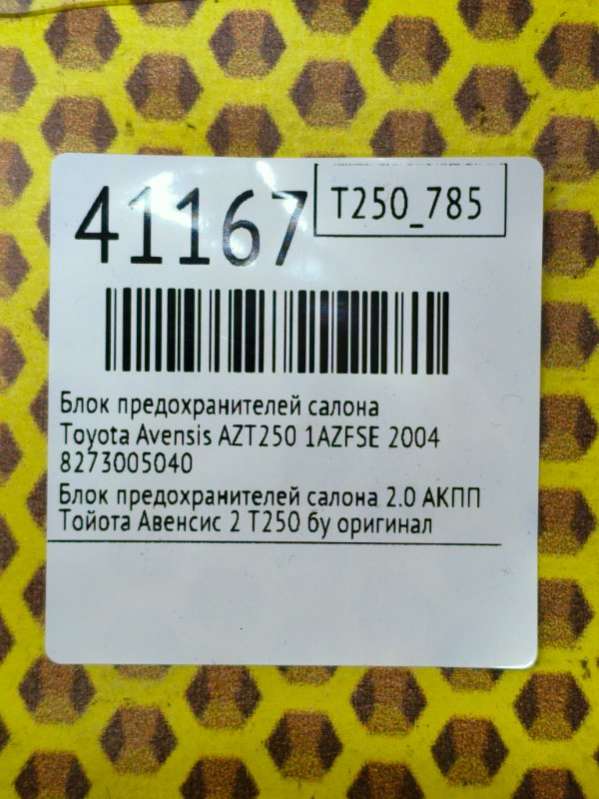 41167
T250_785
Блок предохранителей салона
Toyota Avensis AZT250 1AZFSE 2004
8273005040
Блок предохранителей салона 2.0 АКПП
Тойота Авенсис 2 Т250 бу оригинал